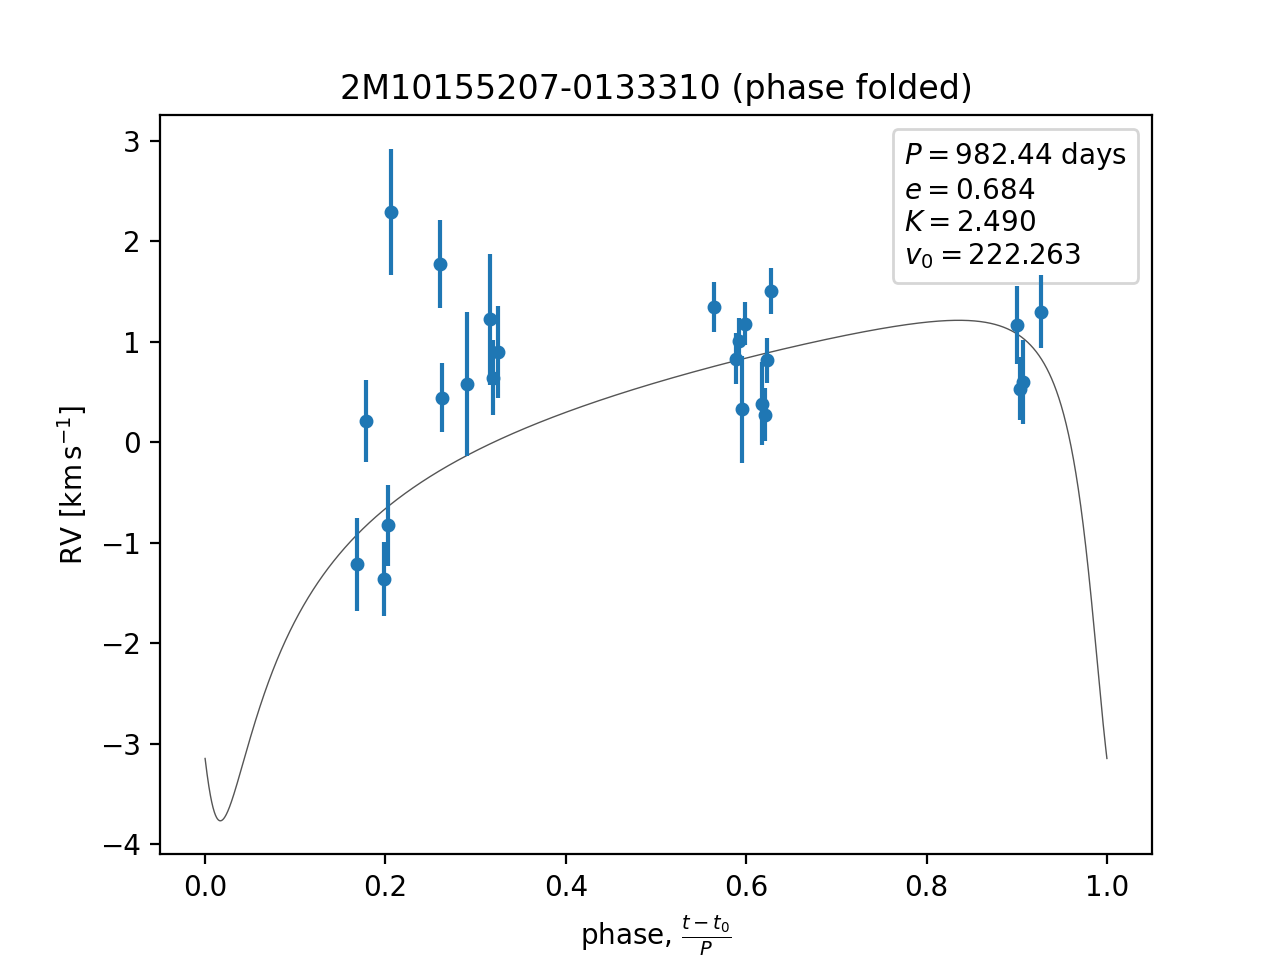 2M10155207-0133310 (phase folded)
P = 982.44 days
e = 0.684
K = 2.490
v₀ = 222.263
3
2
1
0
−1
−2
−3
−4
RV [km s⁻¹]
0.0 0.2 0.4 0.6 0.8 1.0
phase, (t − t₀)/P